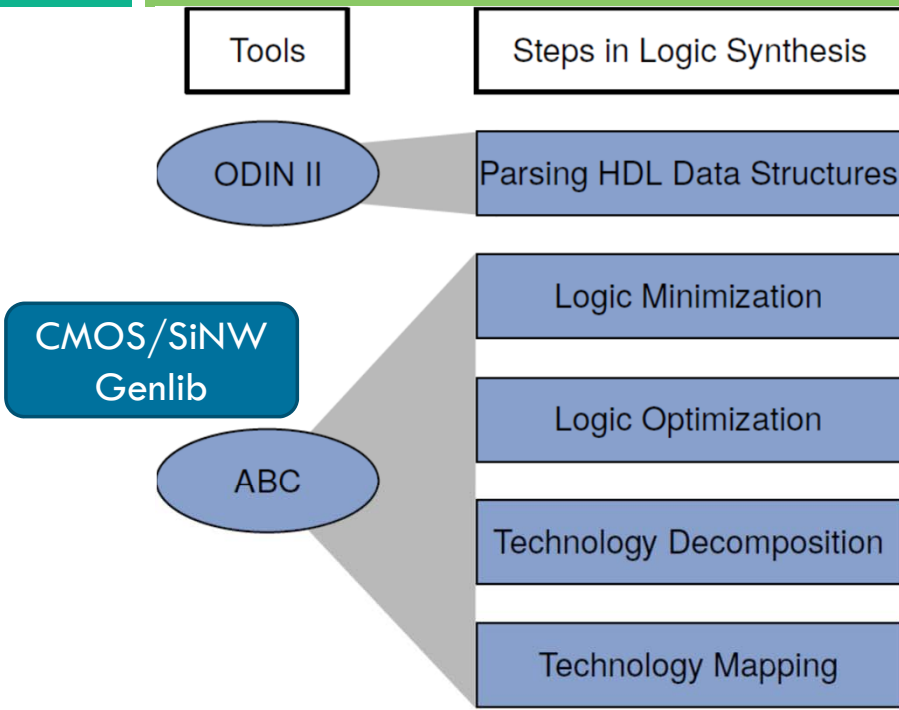 Tools
Steps in Logic Synthesis
ODIN II
Parsing HDL Data Structures
Logic Minimization
CMOS/SiNW
Genlib
Logic Optimization
ABC
Technology Decomposition
Technology Mapping